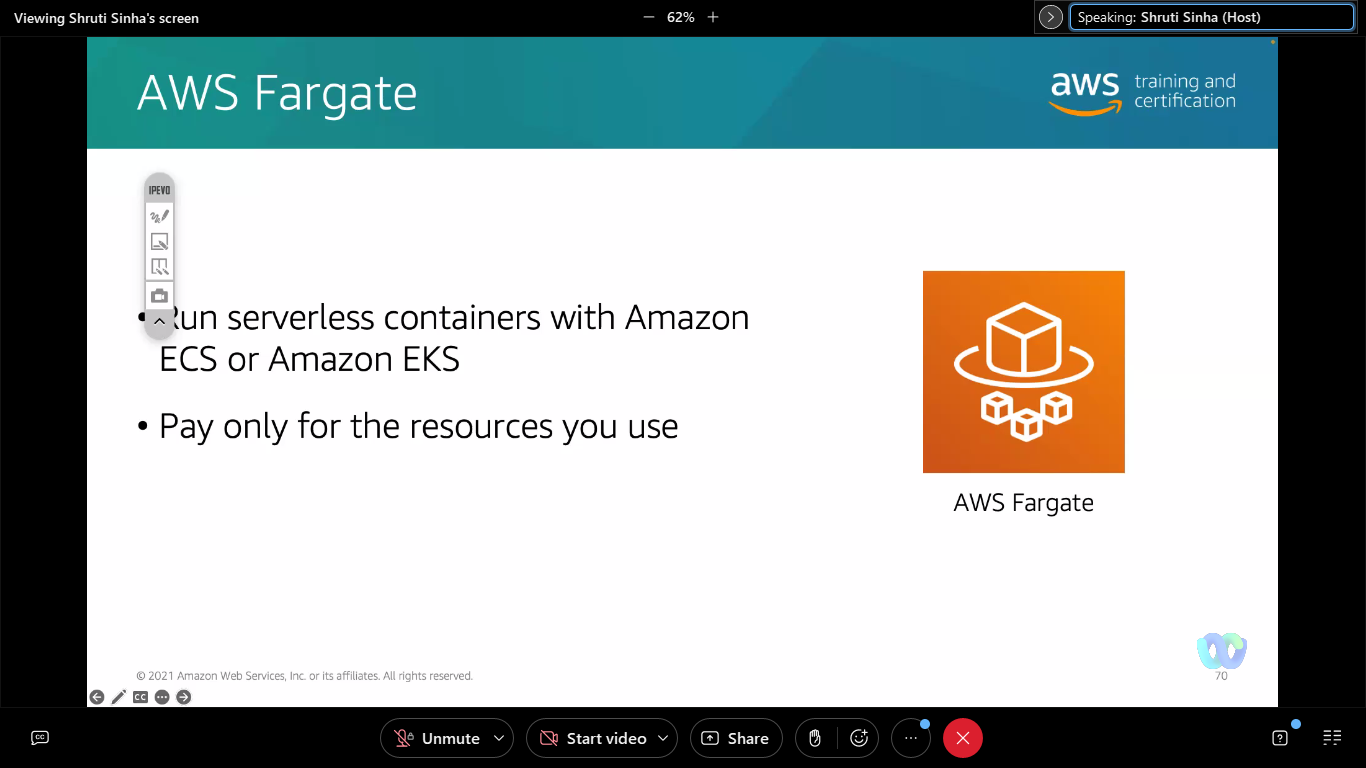 Viewing Shruti Sinha's screen
62%
Speaking: Shruti Sinha (Host)
AWS Fargate
aws training and
certification
IPEVO
• Run serverless containers with Amazon
ECS or Amazon EKS
• Pay only for the resources you use
AWS Fargate
© 2021 Amazon Web Services, Inc. or its affiliates. All rights reserved.
70
CC
CC
Unmute
Start video
Share